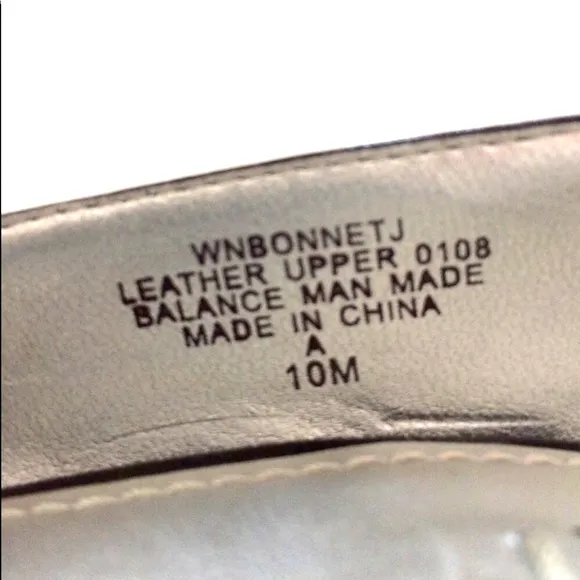 WNBONNETJ
LEATHER UPPER 0108
BALANCE MAN MADE
MADE IN CHINA
A
10M